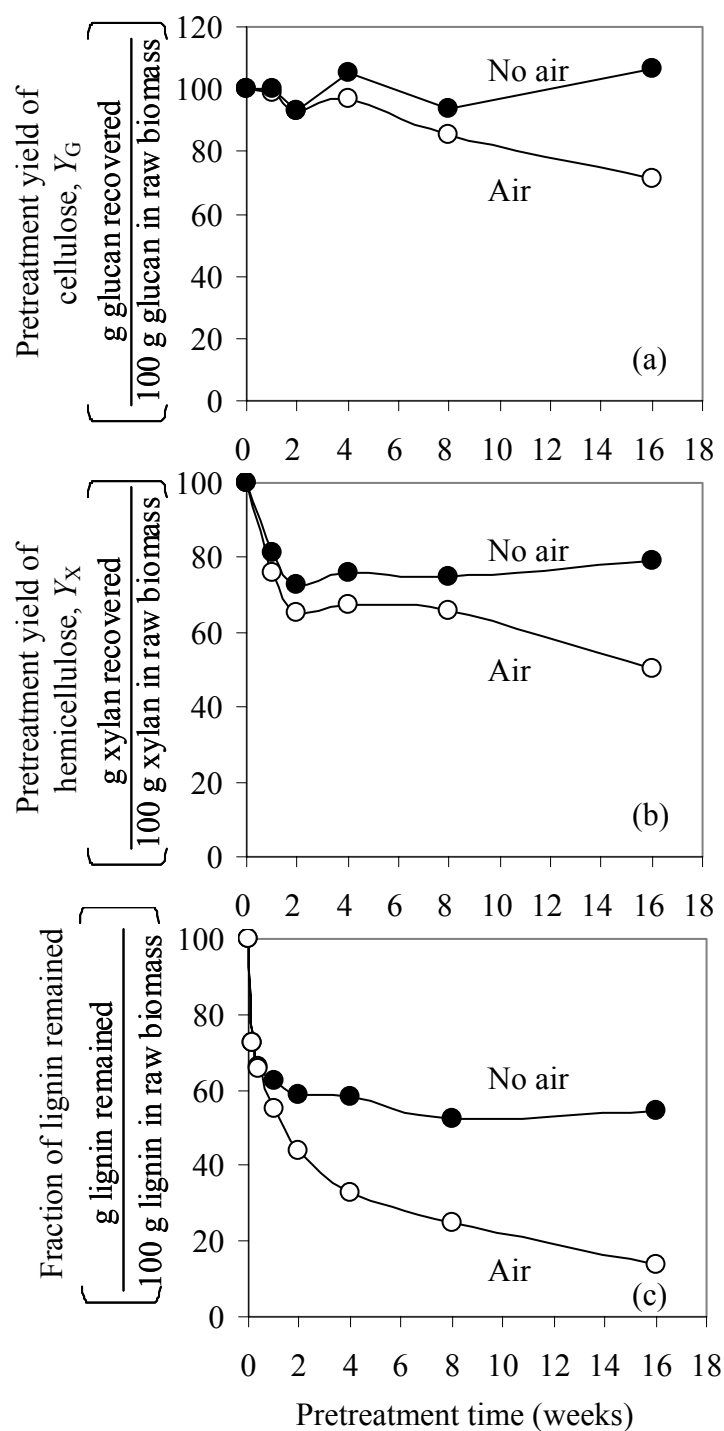 Pretreatment yield of
cellulose, Y_G
g glucan recovered
100 g glucan in raw biomass
120
100
80
60
40
20
0
No air
Air
(a)
0 2 4 6 8 10 12 14 16 18
Pretreatment yield of
hemicellulose, Y_X
g xylan recovered
100 g xylan in raw biomass
100
80
60
40
20
0
No air
Air
(b)
0 2 4 6 8 10 12 14 16 18
Fraction of lignin remained
g lignin remained
100 g lignin in raw biomass
100
80
60
40
20
0
No air
Air
(c)
0 2 4 6 8 10 12 14 16 18
Pretreatment time (weeks)